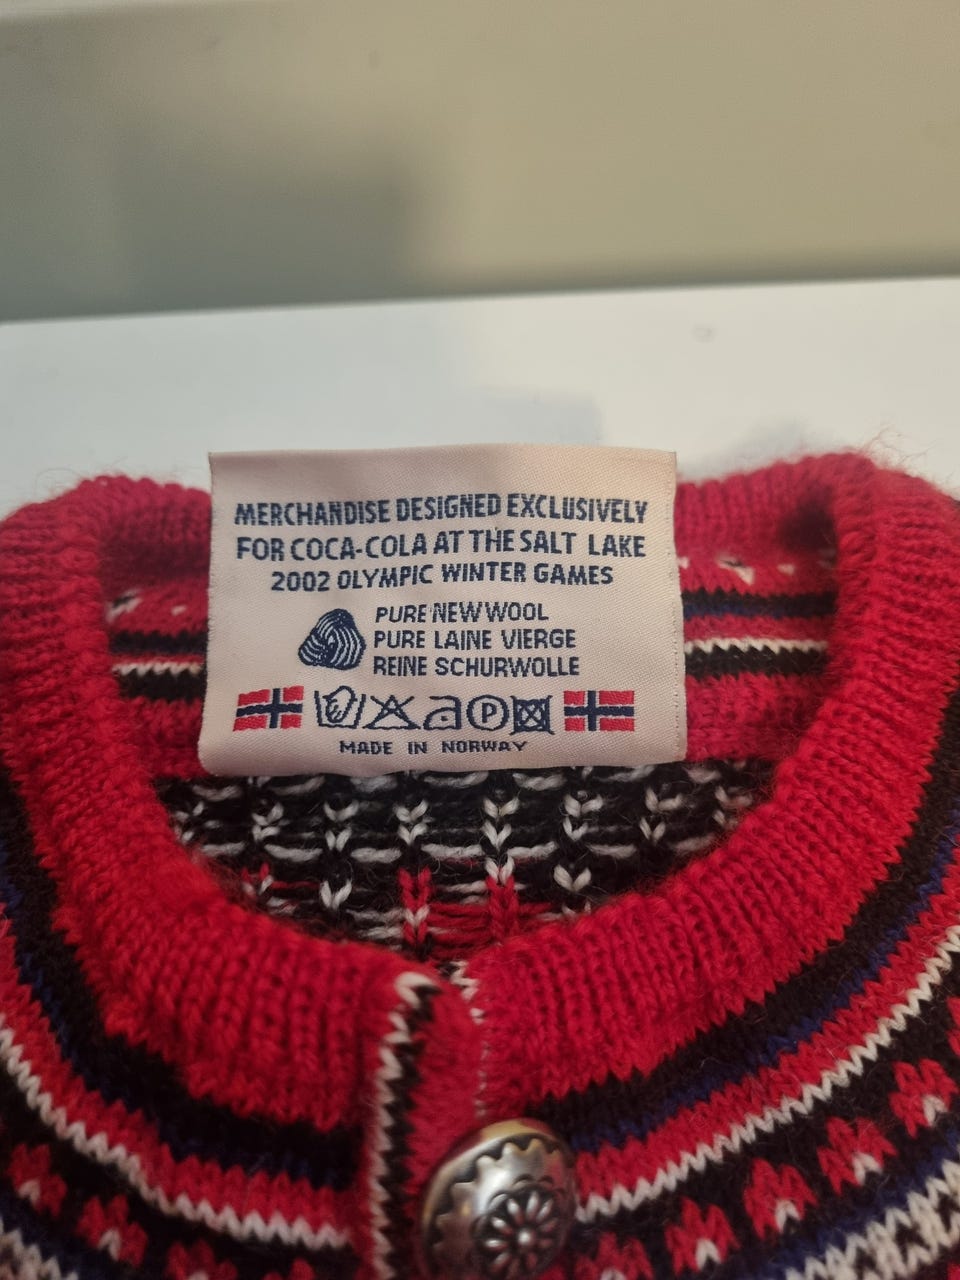 MERCHANDISE DESIGNED EXCLUSIVELY
FOR COCA-COLA AT THE SALT LAKE
2002 OLYMPIC WINTER GAMES
PURE NEW WOOL
PURE LAINE VIERGE
REINE SCHURWOLLE
P
MADE IN NORWAY